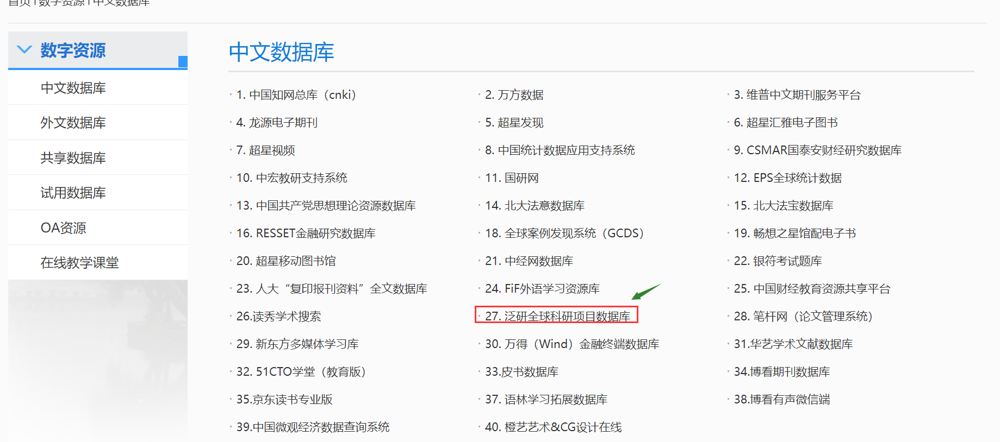 首页 | 数字资源 | 中文数据库
数字资源
中文数据库
外文数据库
共享数据库
试用数据库
OA资源
在线教学课堂
中文数据库
1. 中国知网总库（cnki）
2. 万方数据
3. 维普中文期刊服务平台
4. 龙源电子期刊
5. 超星发现
6. 超星汇雅电子图书
7. 超星视频
8. 中国统计数据应用支持系统
9. CSMAR国泰安财经研究数据库
10. 中宏教研支持系统
11. 国研网
12. EPS全球统计数据
13. 中国共产党思想理论资源数据库
14. 北大法意数据库
15. 北大法宝数据库
16. RESSET金融研究数据库
18. 全球案例发现系统（GCDS）
19. 畅想之星馆配电子书
20. 超星移动图书馆
21. 中经网数据库
22. 银符考试题库
23. 人大“复印报刊资料”全文数据库
24. FiF外语学习资源库
25. 中国财经教育资源共享平台
26.读秀学术搜索
27. 泛研全球科研项目数据库
28. 笔杆网（论文管理系统）
29. 新东方多媒体学习库
30. 万得（Wind）金融终端数据库
31.华艺学术文献数据库
32. 51CTO学堂（教育版）
33.皮书数据库
34.博看期刊数据库
35.京东读书专业版
37. 语林学习拓展数据库
38.博看有声微信端
39.中国微观经济数据查询系统
40. 橙艺艺术&CG设计在线